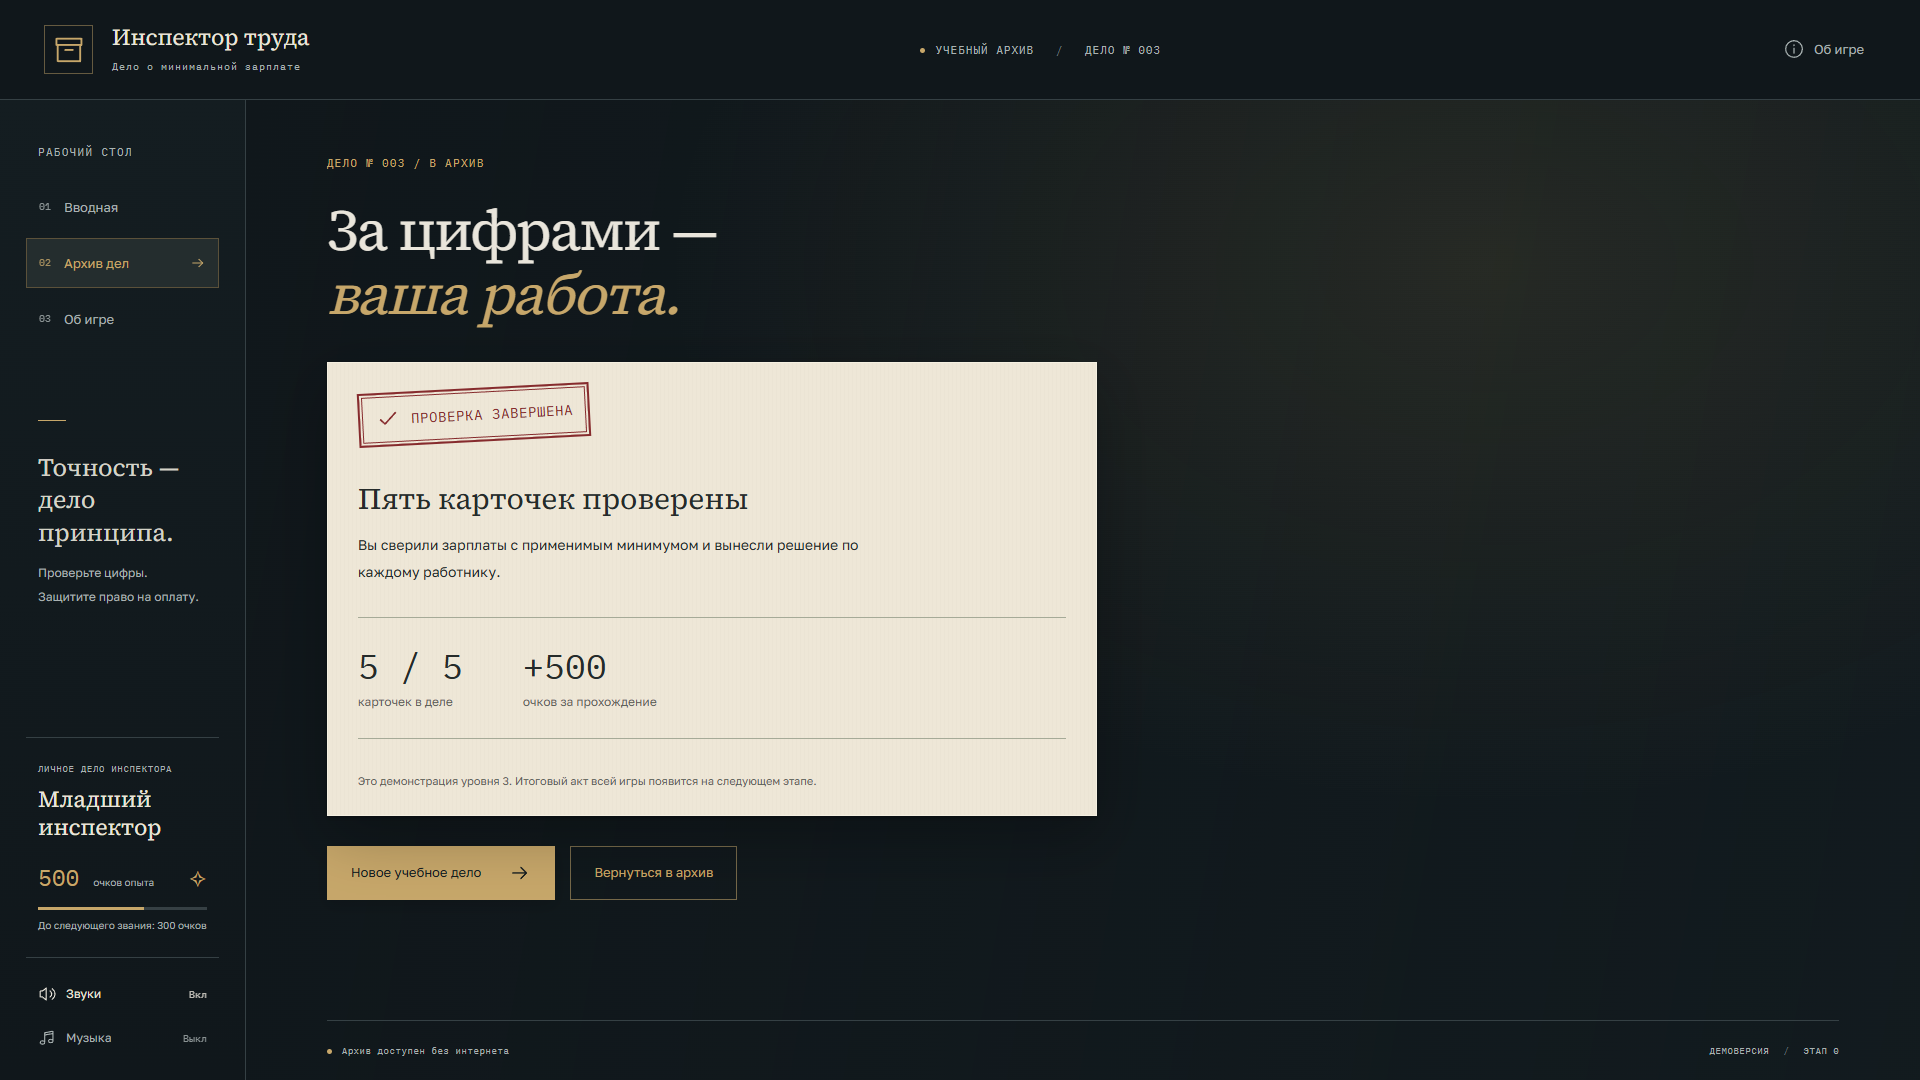 Инспектор труда
Дело о минимальной зарплате
УЧЕБНЫЙ АРХИВ / ДЕЛО № 003
Об игре
РАБОЧИЙ СТОЛ
01 Вводная
02 Архив дел
03 Об игре
Точность —
дело
принципа.
Проверьте цифры.
Защитите право на оплату.
ЛИЧНОЕ ДЕЛО ИНСПЕКТОРА
Младший
инспектор
500 очков опыта
До следующего звания: 300 очков
Звуки Вкл
Музыка Выкл
ДЕЛО № 003 / В АРХИВ
За цифрами —
ваша работа.
ПРОВЕРКА ЗАВЕРШЕНА
Пять карточек проверены
Вы сверили зарплаты с применимым минимумом и вынесли решение по
каждому работнику.
5 / 5 +500
карточек в деле очков за прохождение
Это демонстрация уровня 3. Итоговый акт всей игры появится на следующем этапе.
Новое учебное дело
Вернуться в архив
Архив доступен без интернета
ДЕМОВЕРСИЯ / ЭТАП 0